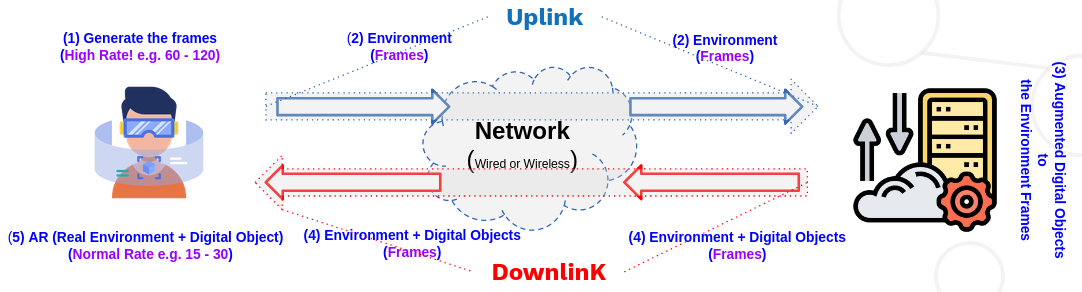 Uplink
(1) Generate the frames
(High Rate! e.g. 60 - 120)
(2) Environment
(Frames)
(2) Environment
(Frames)
Network
(Wired or Wireless)
(3) Augmented Digital Objects
to
the Environment Frames
(5) AR (Real Environment + Digital Object)
(Normal Rate e.g. 15 - 30)
(4) Environment + Digital Objects
(Frames)
(4) Environment + Digital Objects
(Frames)
DownlinK